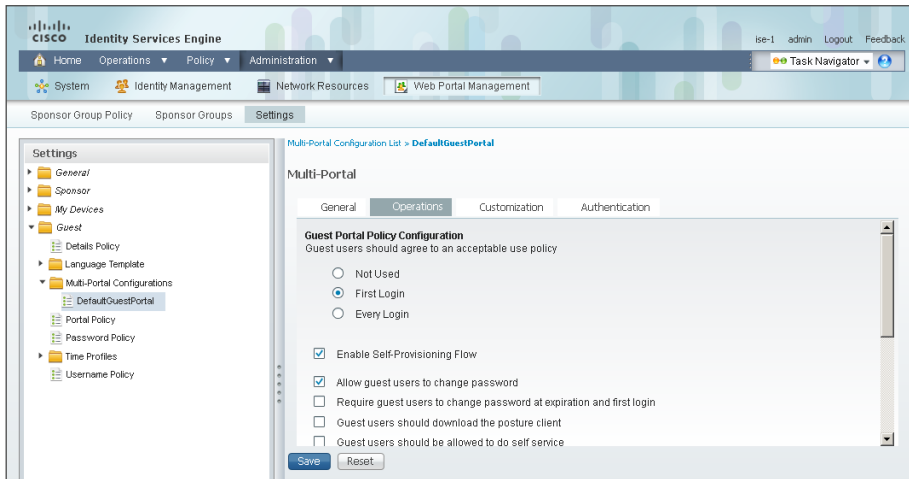 CISCO Identity Services Engine
ise-1 admin Logout Feedback
Home Operations Policy Administration
Task Navigator
System Identity Management Network Resources Web Portal Management
Sponsor Group Policy Sponsor Groups Settings
Settings
General
Sponsor
My Devices
Guest
Details Policy
Language Template
Multi-Portal Configurations
DefaultGuestPortal
Portal Policy
Password Policy
Time Profiles
Username Policy
Multi-Portal Configuration List > DefaultGuestPortal
Multi-Portal
General Operations Customization Authentication
Guest Portal Policy Configuration
Guest users should agree to an acceptable use policy
Not Used
First Login
Every Login
Enable Self-Provisioning Flow
Allow guest users to change password
Require guest users to change password at expiration and first login
Guest users should download the posture client
Guest users should be allowed to do self service
Save Reset